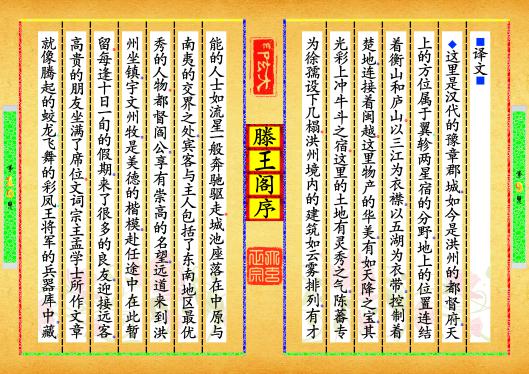 ■译文■
◆这里是汉代的豫章郡城如今是洪州的都督府天
上的方位属于翼轸两星宿的分野地上的位置连结
着衡山和庐山以三江为衣襟以五湖为衣带控制着
楚地连接着闽越这里物产的华美有如天降之宝其
光彩上冲牛斗之宿这里的土地有灵秀之气陈蕃专
为徐孺设下几榻洪州境内的建筑如云雾排列有才
滕王阁序
能的人士如流星一般奔驰驱走城池座落在中原与
南夷的交界之处宾客与主人包括了东南地区最优
秀的人物都督阎公享有崇高的名望远道来到洪
州坐镇宇文州牧是美德的楷模赴任途中在此暂
留每逢十日一旬的假期来了很多的良友迎接远客
高贵的朋友坐满了席位文词宗主孟学士所作文章
就像腾起的蛟龙飞舞的彩凤王将军的兵器库中藏